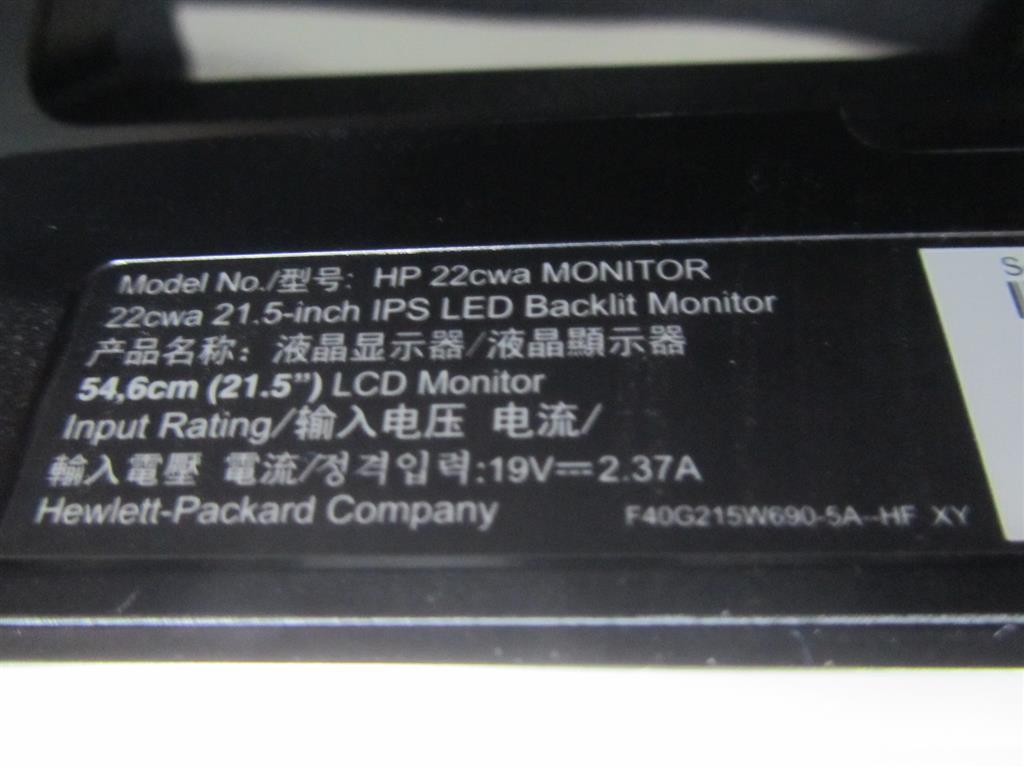 Model No./型号: HP 22cwa MONITOR
22cwa 21.5-inch IPS LED Backlit Monitor
产品名称：液晶显示器/液晶顯示器
54,6cm (21.5”) LCD Monitor
Input Rating/输入电压 电流/
輸入電壓 電流/정격입력:19V⎓2.37A
Hewlett-Packard Company
F40G215W690-5A--HF XY